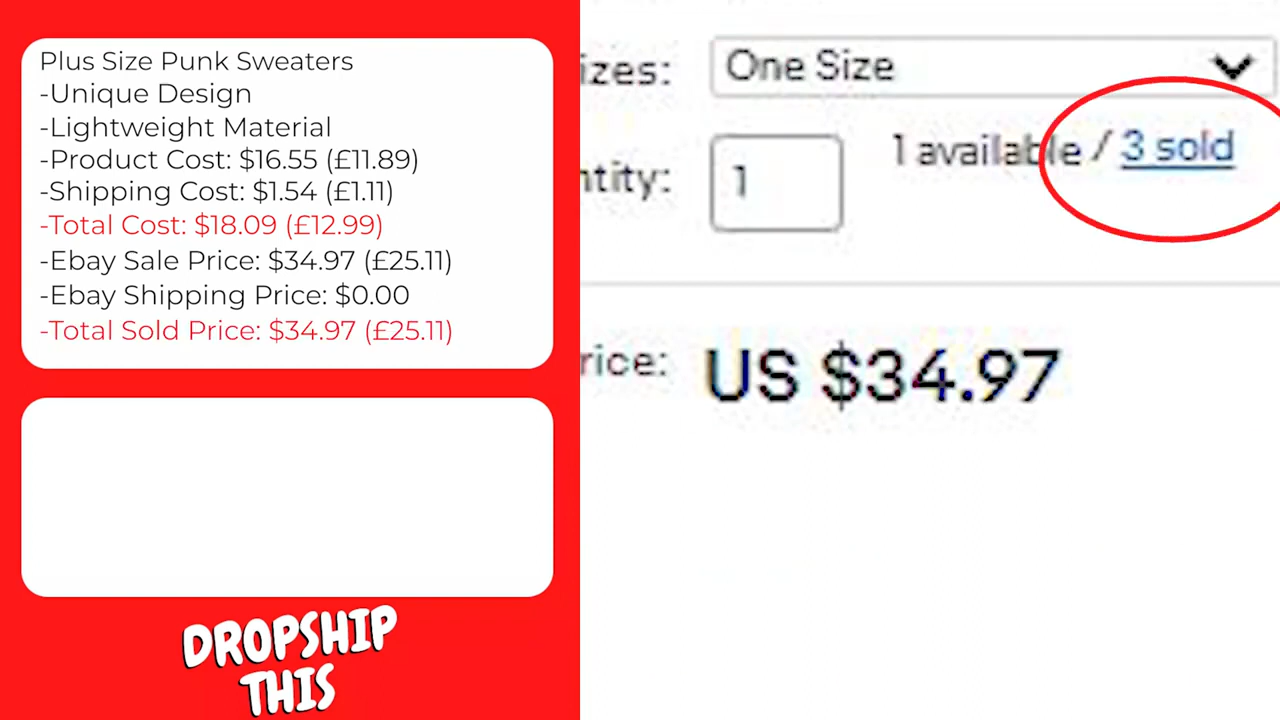 Plus Size Punk Sweaters
-Unique Design
-Lightweight Material
-Product Cost: $16.55 (£11.89)
-Shipping Cost: $1.54 (£1.11)
-Total Cost: $18.09 (£12.99)
-Ebay Sale Price: $34.97 (£25.11)
-Ebay Shipping Price: $0.00
-Total Sold Price: $34.97 (£25.11)
DROPSHIP
THIS
izes: One Size
1 available / 3 sold
ntity: 1
rice: US $34.97